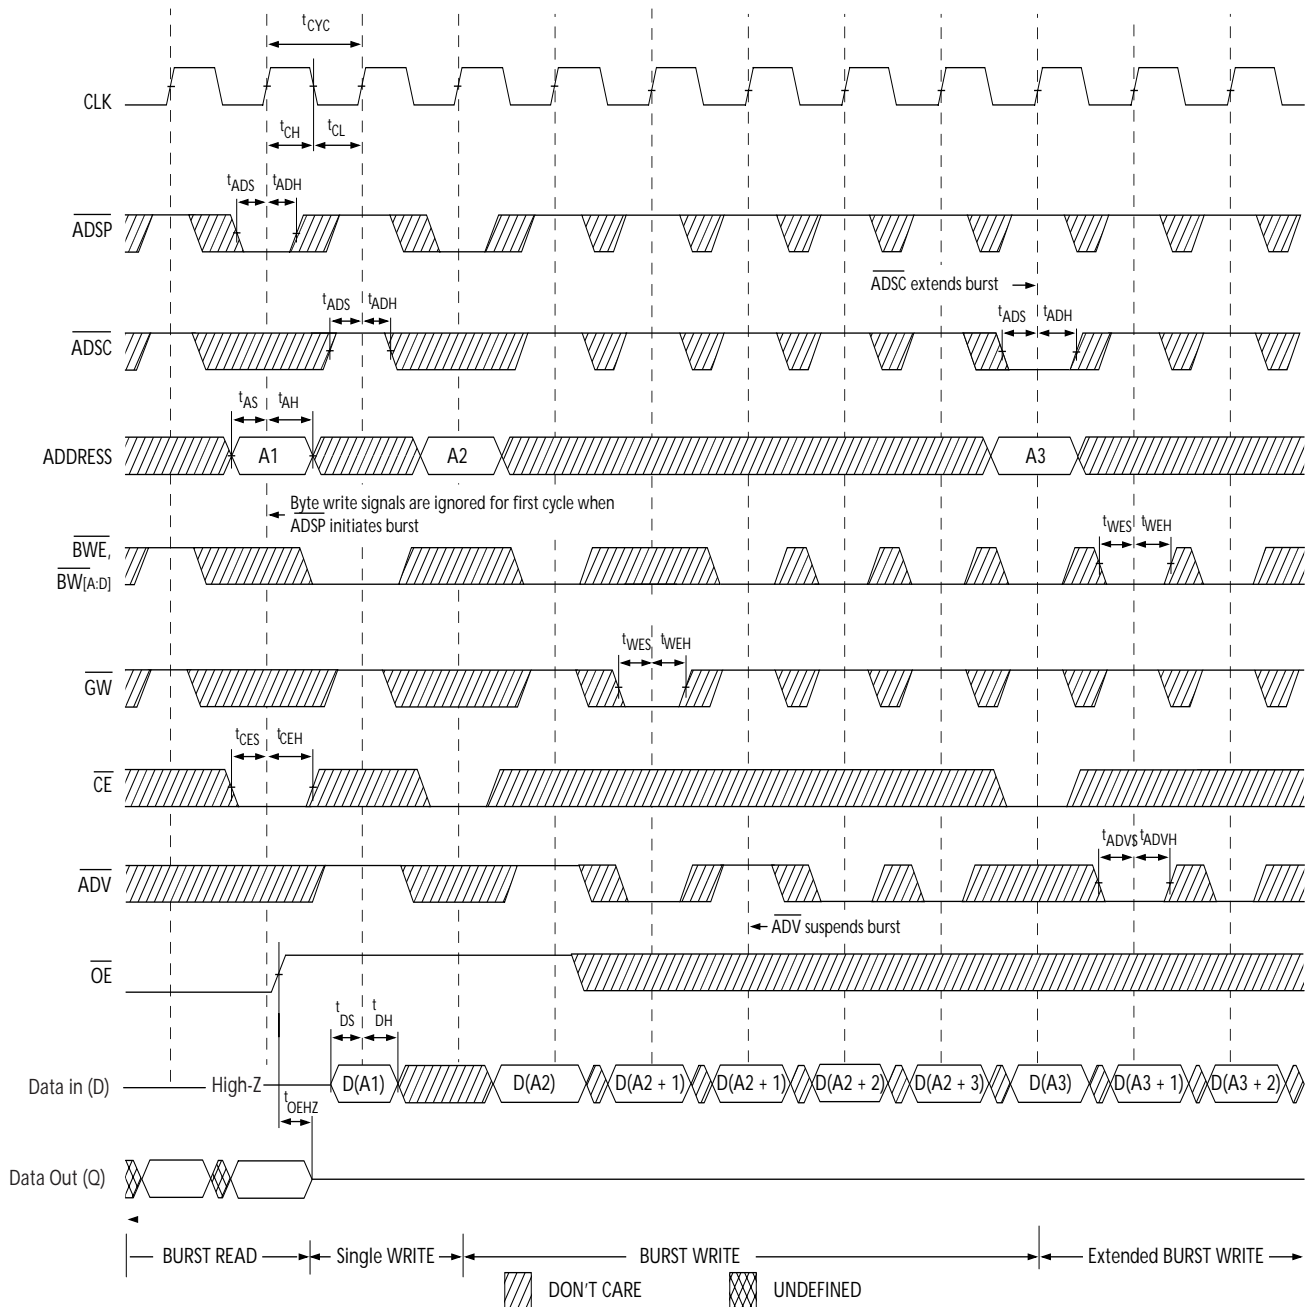 tCYC
CLK
tCH
tCL
tADS
tADH
ADSP
ADSC extends burst
tADS
tADH
tADS
tADH
ADSC
tAS
tAH
ADDRESS
A1
A2
A3
Byte write signals are ignored for first cycle when
ADSP initiates burst
BWE,
BW[A:D]
tWES
tWEH
tWES
tWEH
GW
tCES
tCEH
CE
tADVS
tADVH
ADV
ADV suspends burst
OE
tDS
tDH
Data in (D)
High-Z
D(A1)
D(A2)
D(A2 + 1)
D(A2 + 1)
D(A2 + 2)
D(A2 + 3)
D(A3)
D(A3 + 1)
D(A3 + 2)
tOEHZ
Data Out (Q)
BURST READ
Single WRITE
BURST WRITE
Extended BURST WRITE
DON'T CARE
UNDEFINED